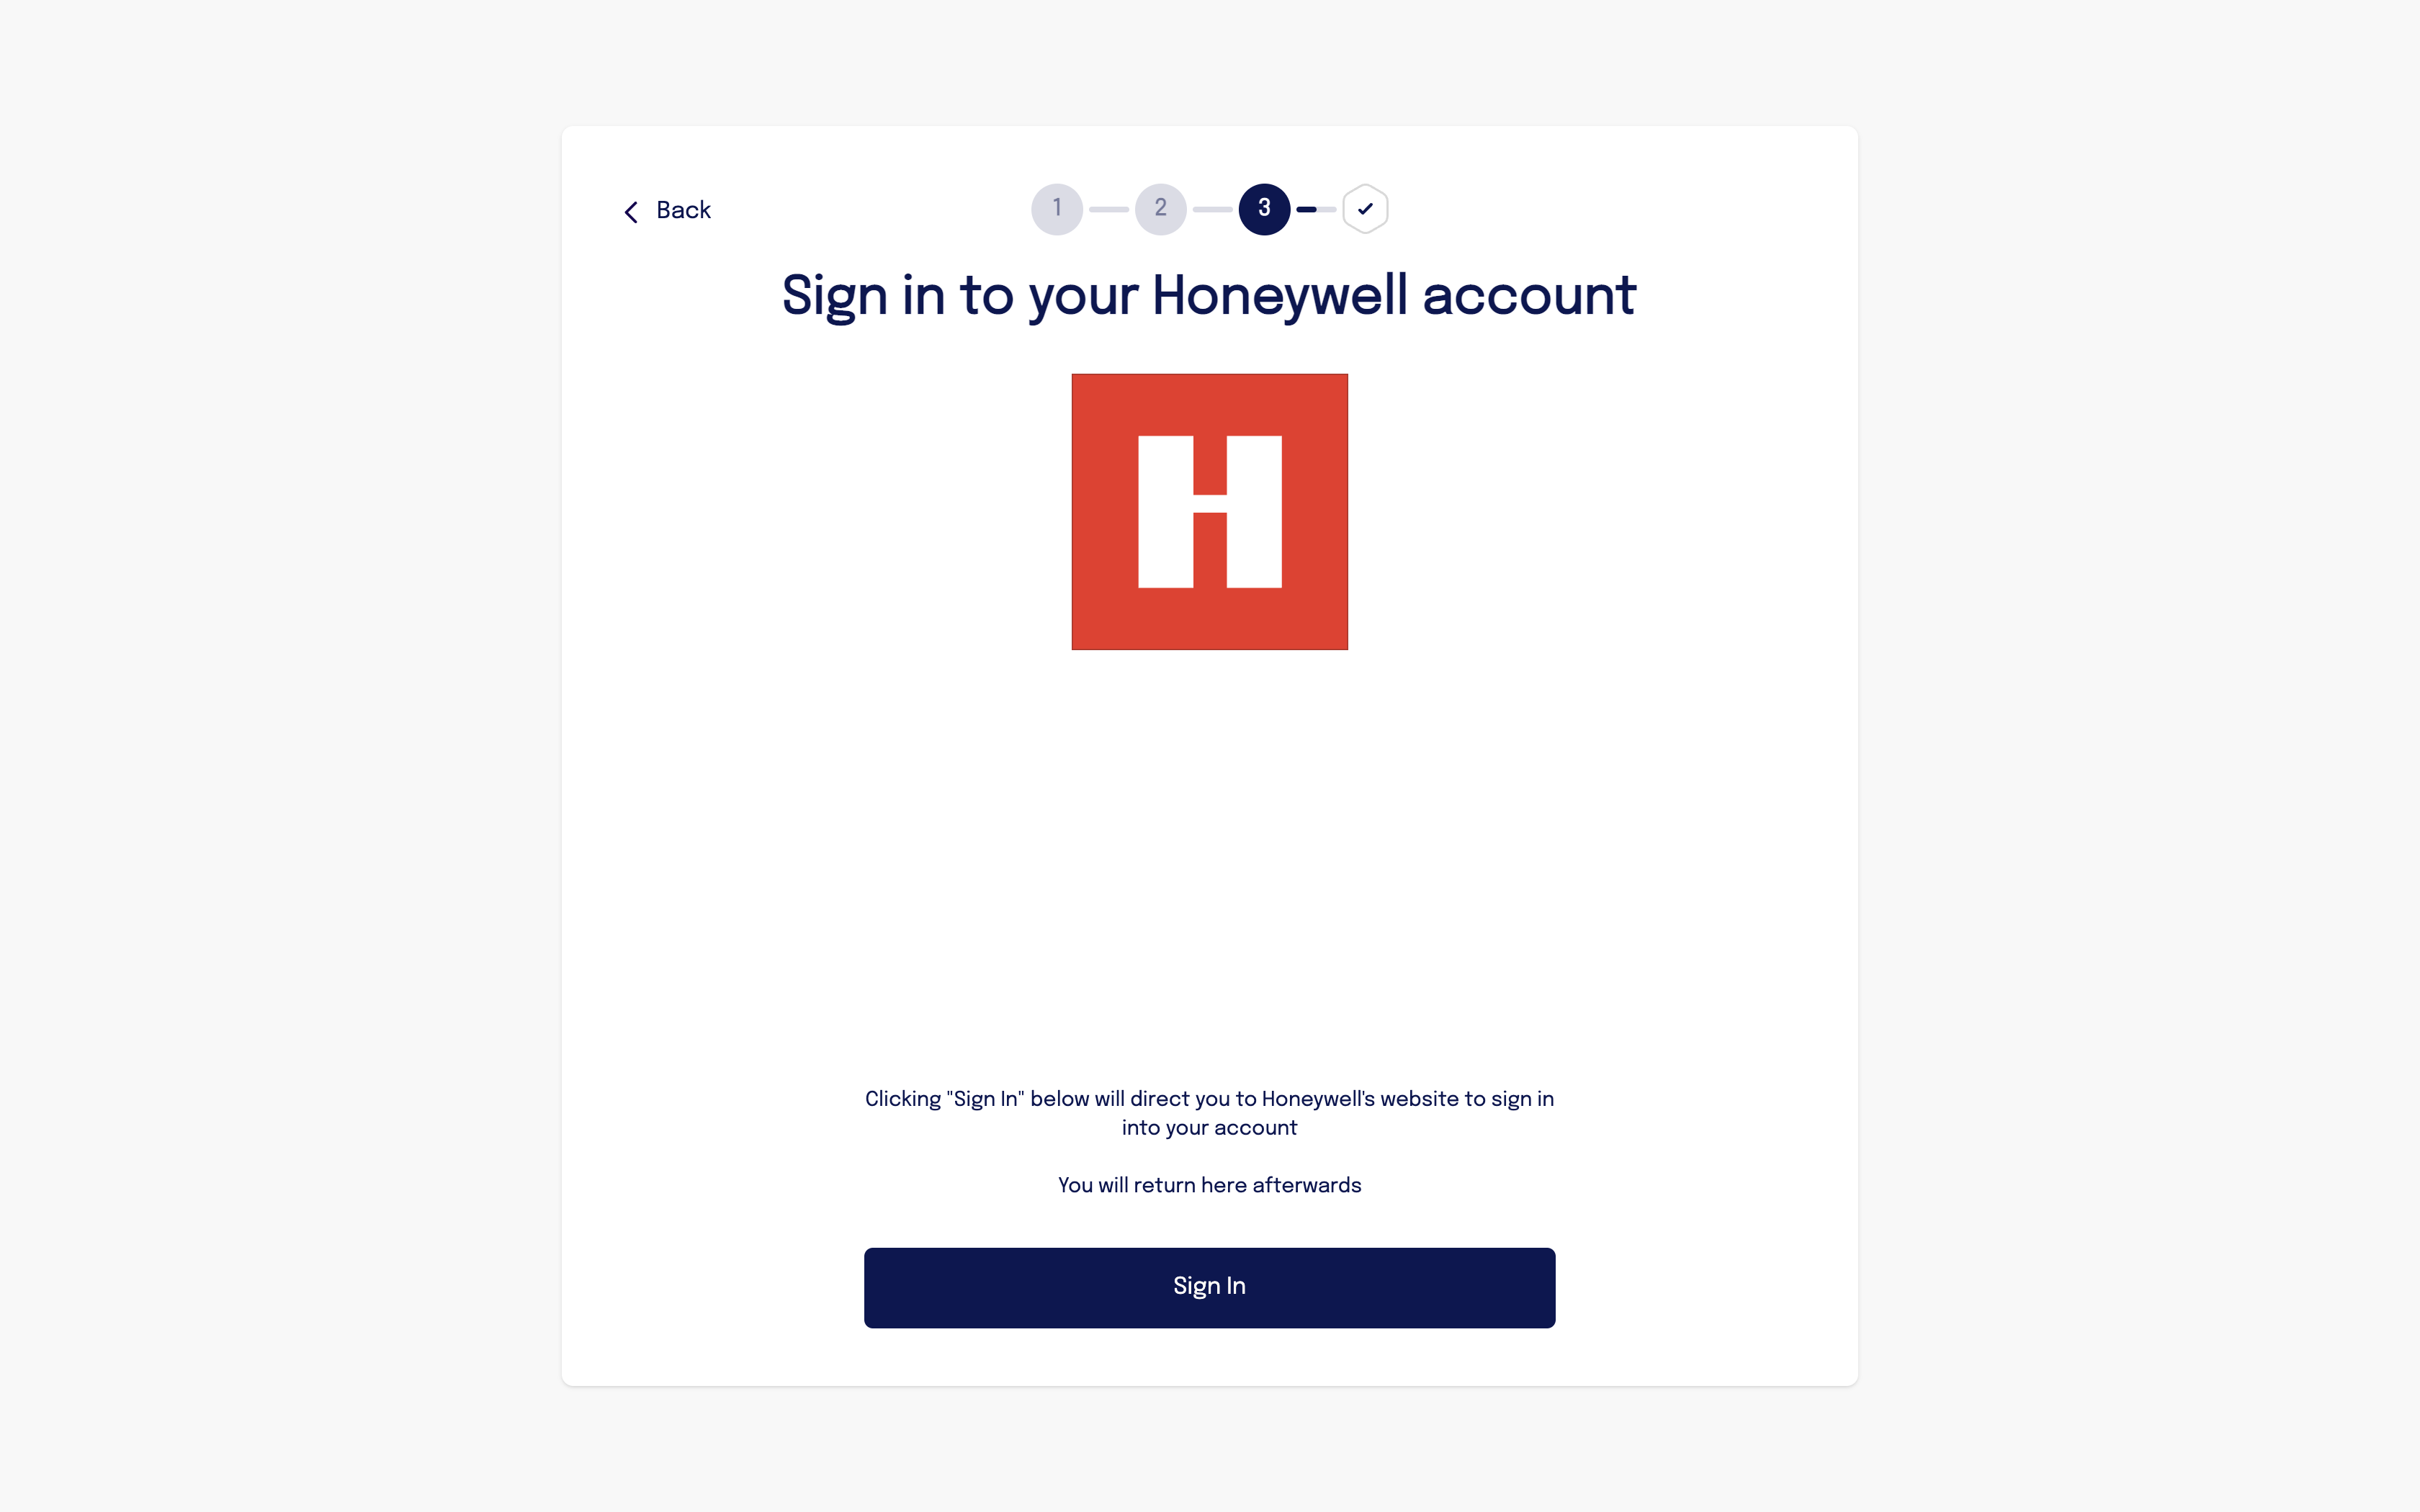 Back
1
2
3
Sign in to your Honeywell account
H
Clicking "Sign In" below will direct you to Honeywell's website to sign in
into your account
You will return here afterwards
Sign In